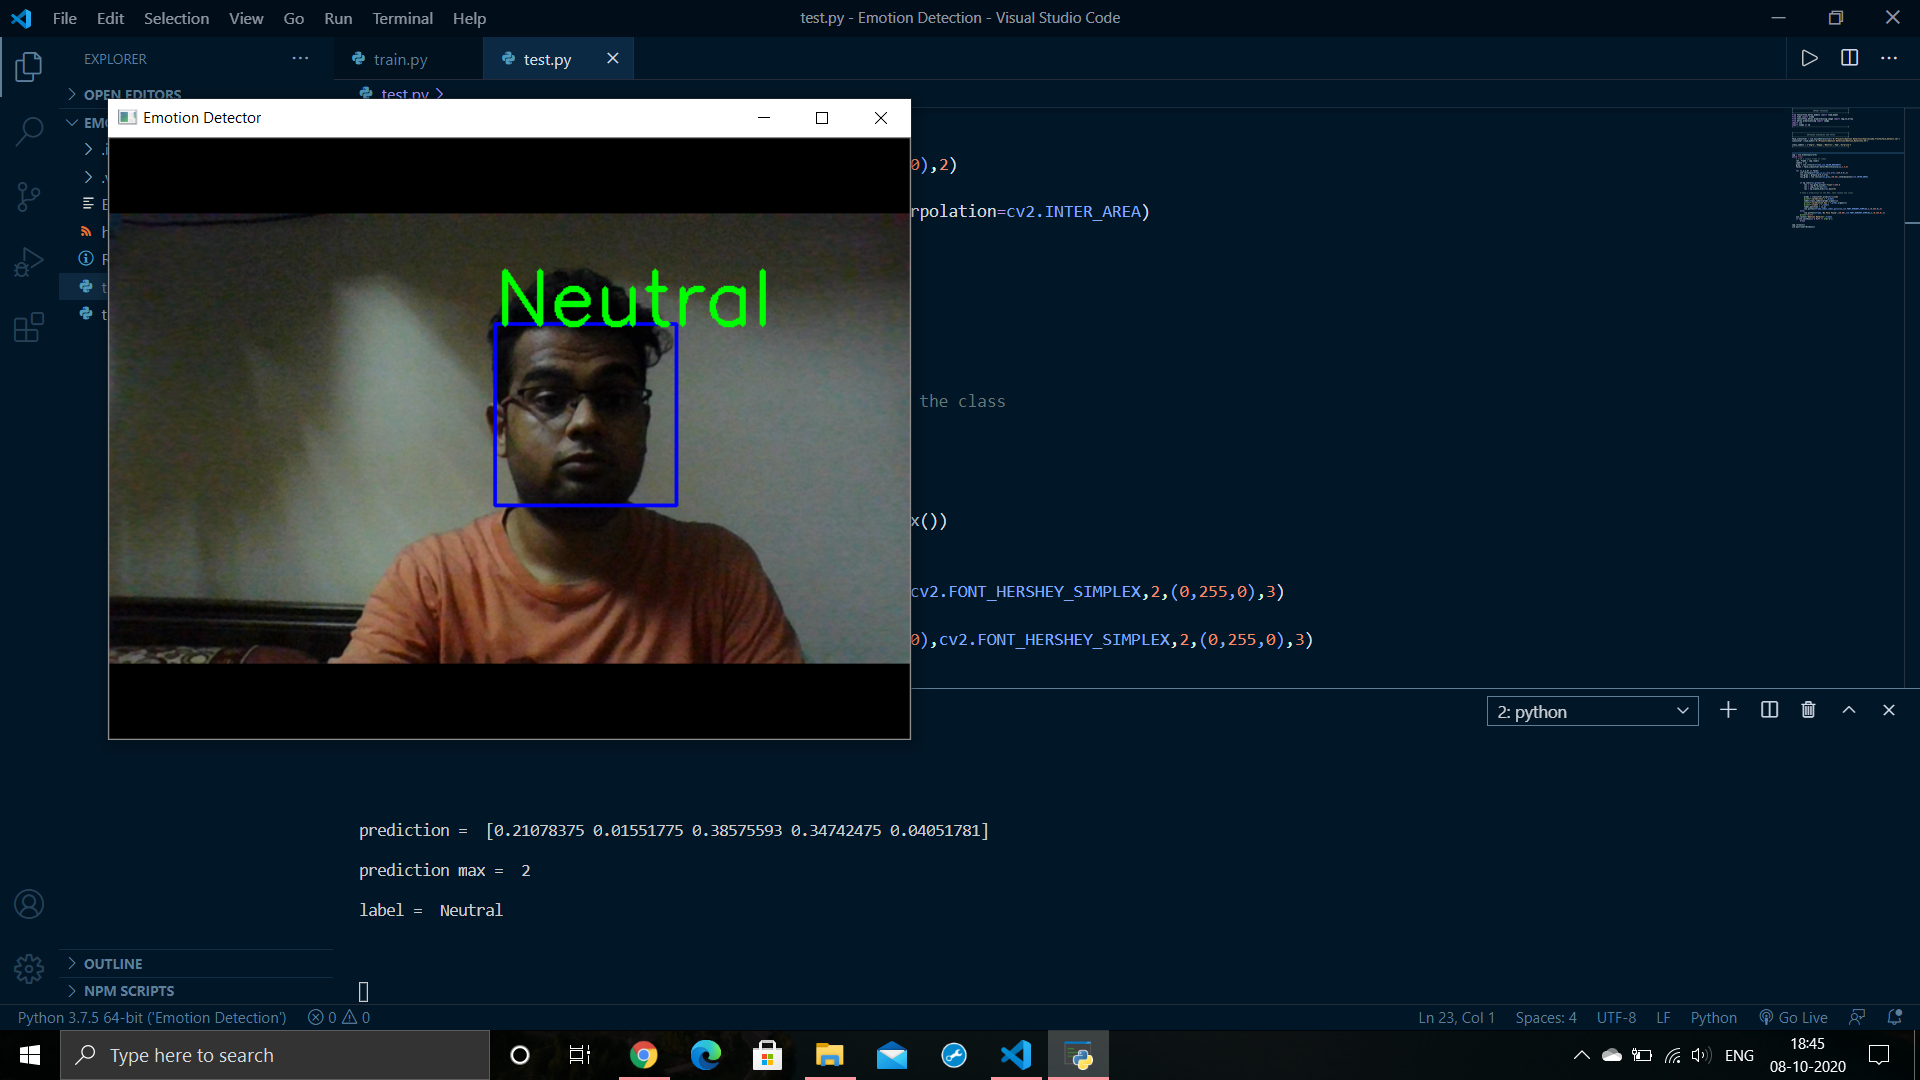 File Edit Selection View Go Run Terminal Help
test.py - Emotion Detection - Visual Studio Code
EXPLORER
train.py
test.py
OPEN EDITORS
test.py
Emotion Detector
0),2)
rpolation=cv2.INTER_AREA)
Neutral
the class
x())
cv2.FONT_HERSHEY_SIMPLEX,2,(0,255,0),3)
0),cv2.FONT_HERSHEY_SIMPLEX,2,(0,255,0),3)
2: python
prediction = [0.21078375 0.01551775 0.38575593 0.34742475 0.04051781]
prediction max = 2
label = Neutral
OUTLINE
NPM SCRIPTS
Python 3.7.5 64-bit ('Emotion Detection') 0 0
Ln 23, Col 1 Spaces: 4 UTF-8 LF Python Go Live
Type here to search
ENG
18:45
08-10-2020